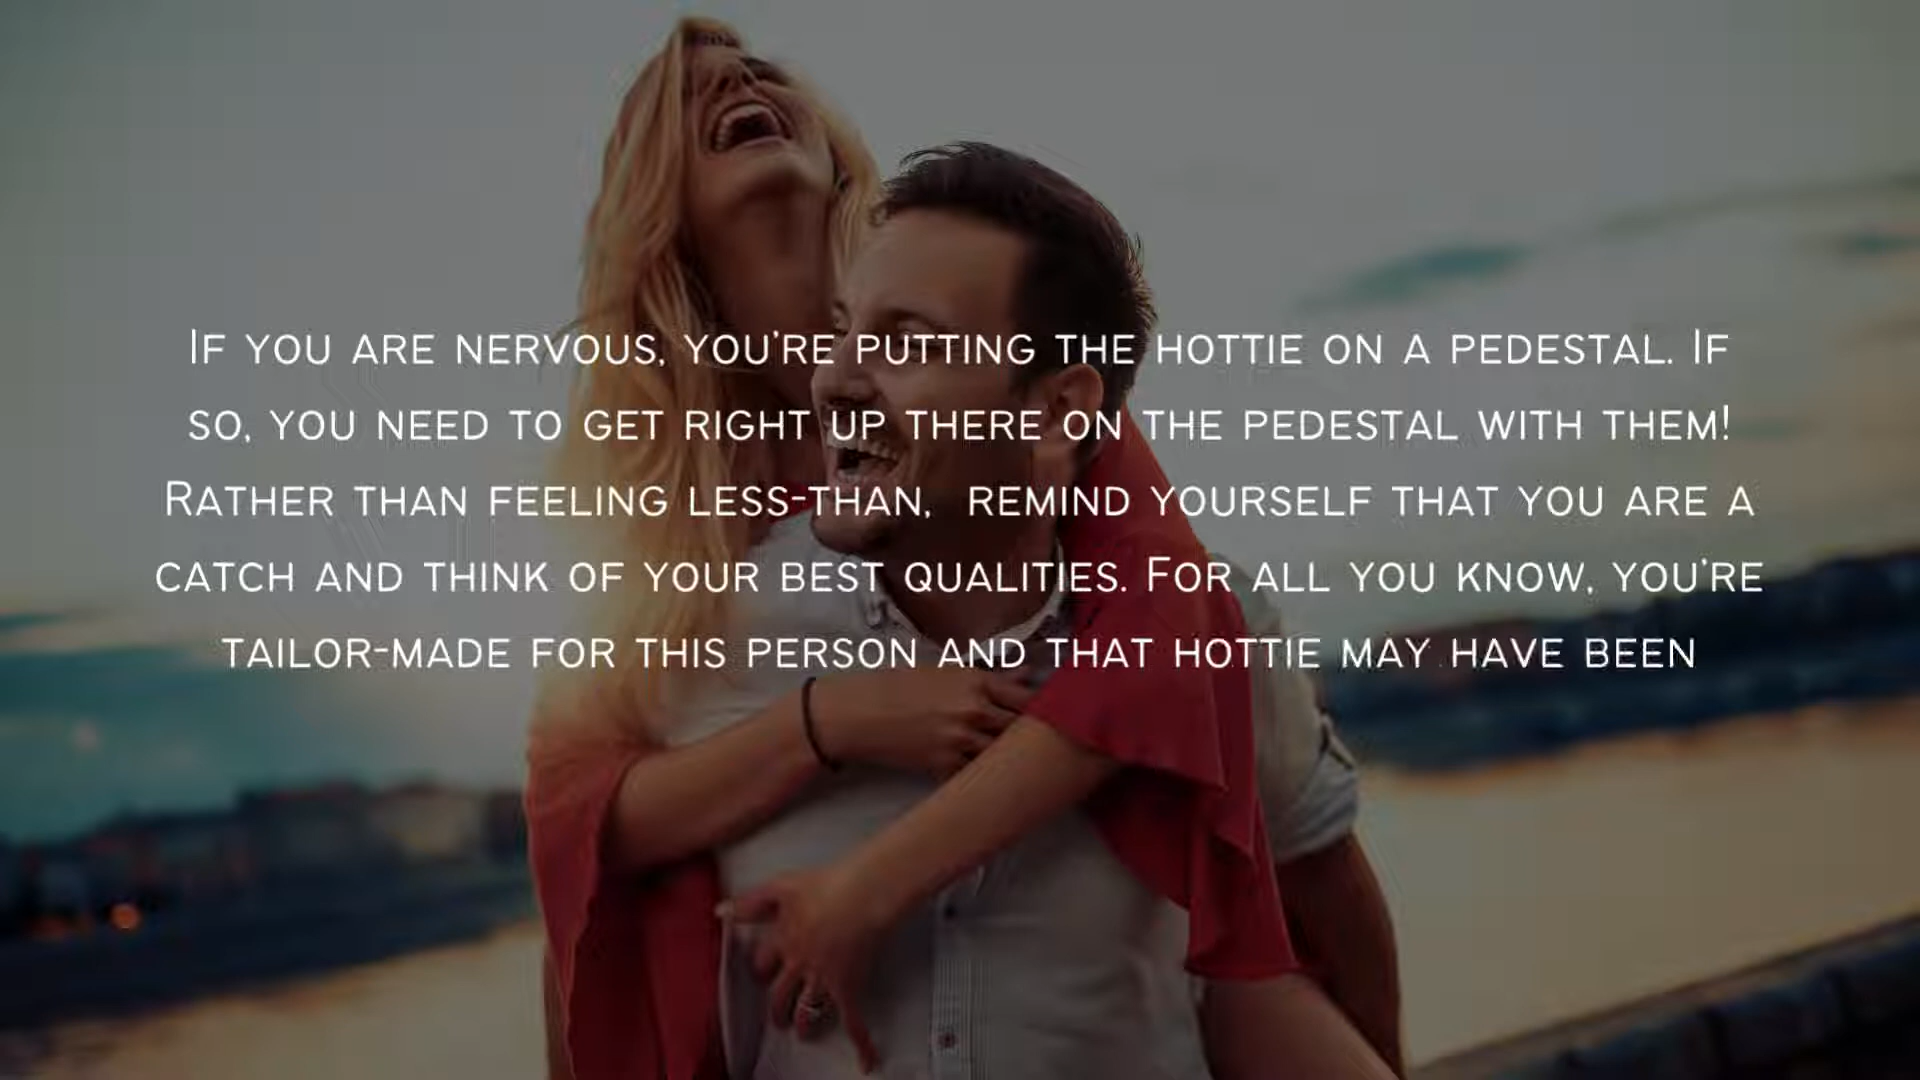 If you are nervous, you're putting the hottie on a pedestal. If
so, you need to get right up there on the pedestal with them!
Rather than feeling less-than,  remind yourself that you are a
catch and think of your best qualities. For all you know, you're
tailor-made for this person and that hottie may have been